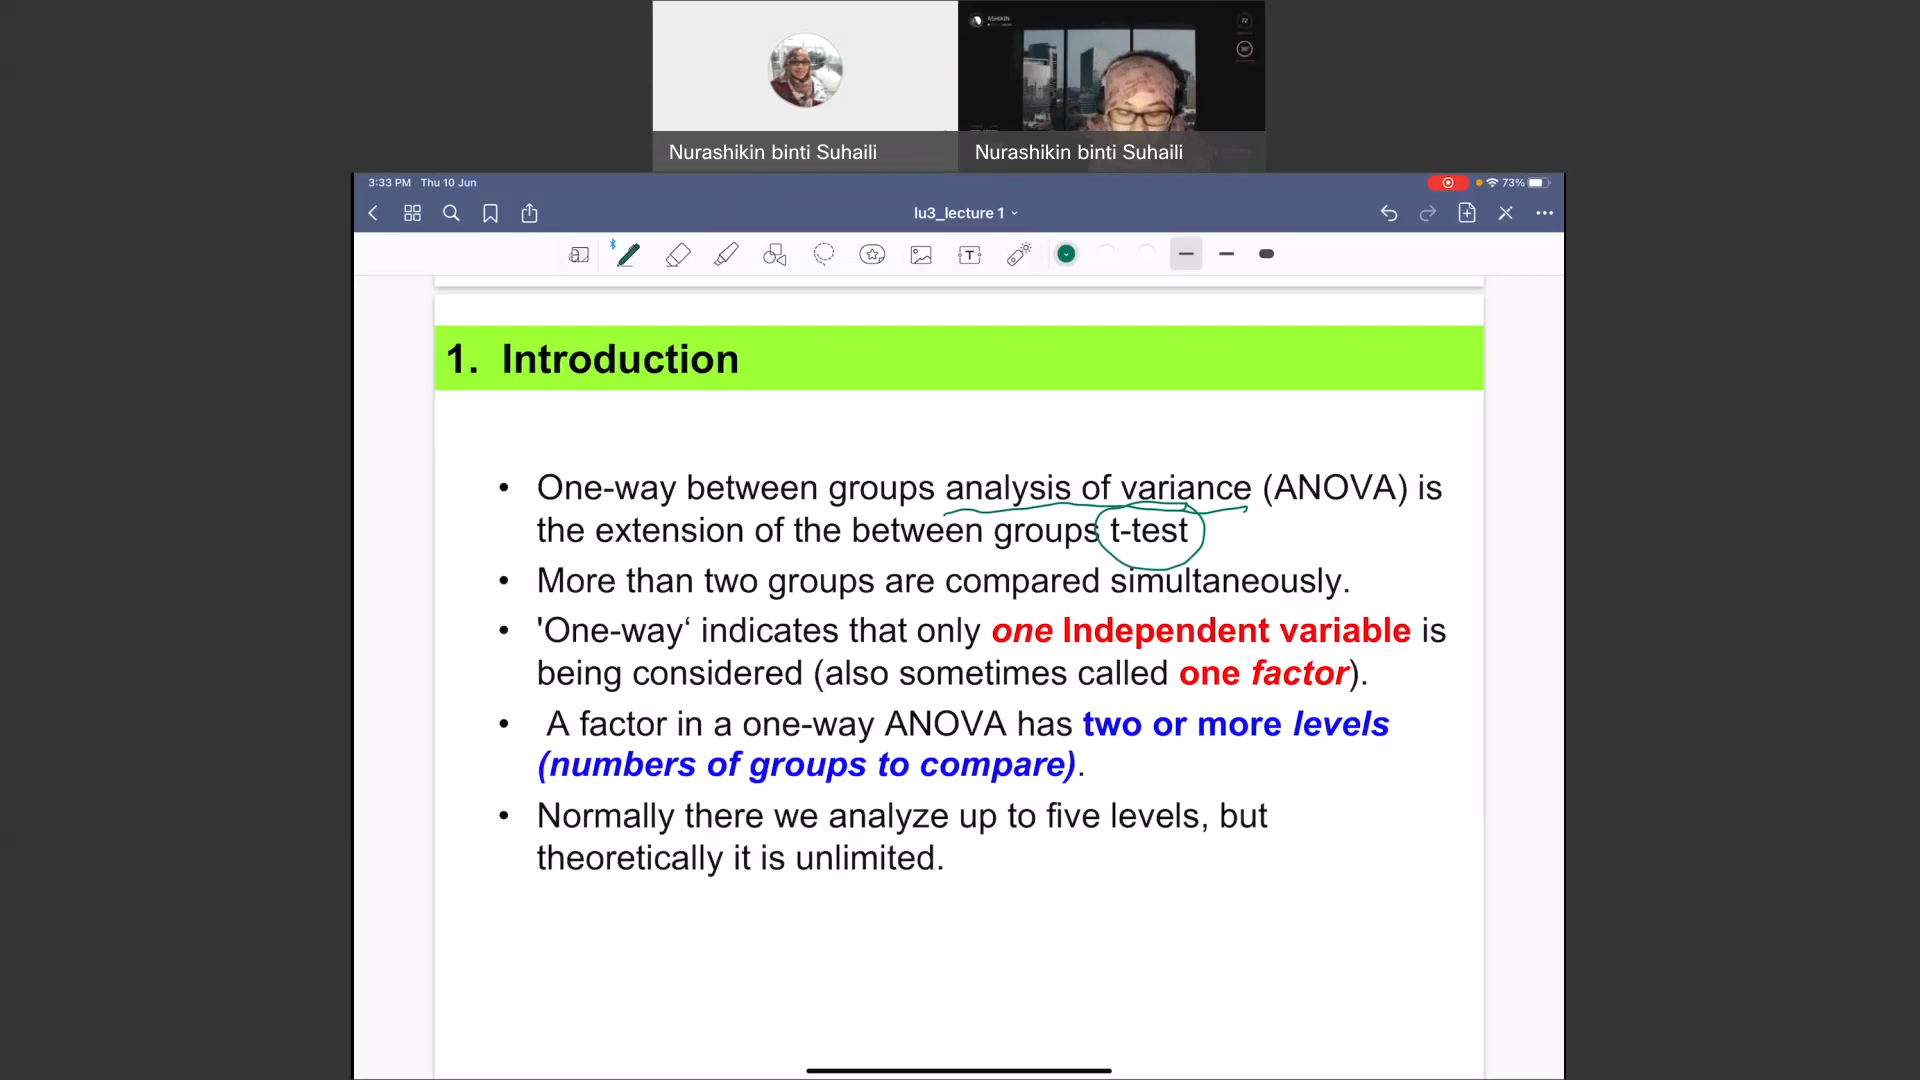 ASHIKIN
72
Nurashikin binti Suhaili
Nurashikin binti Suhaili
3:33 PM Thu 10 Jun
73%
lu3_lecture 1
T
1. Introduction
• One-way between groups analysis of variance (ANOVA) is
the extension of the between groups t-test
• More than two groups are compared simultaneously.
• 'One-way‘ indicates that only one Independent variable is
being considered (also sometimes called one factor).
• A factor in a one-way ANOVA has two or more levels
(numbers of groups to compare).
• Normally there we analyze up to five levels, but
theoretically it is unlimited.